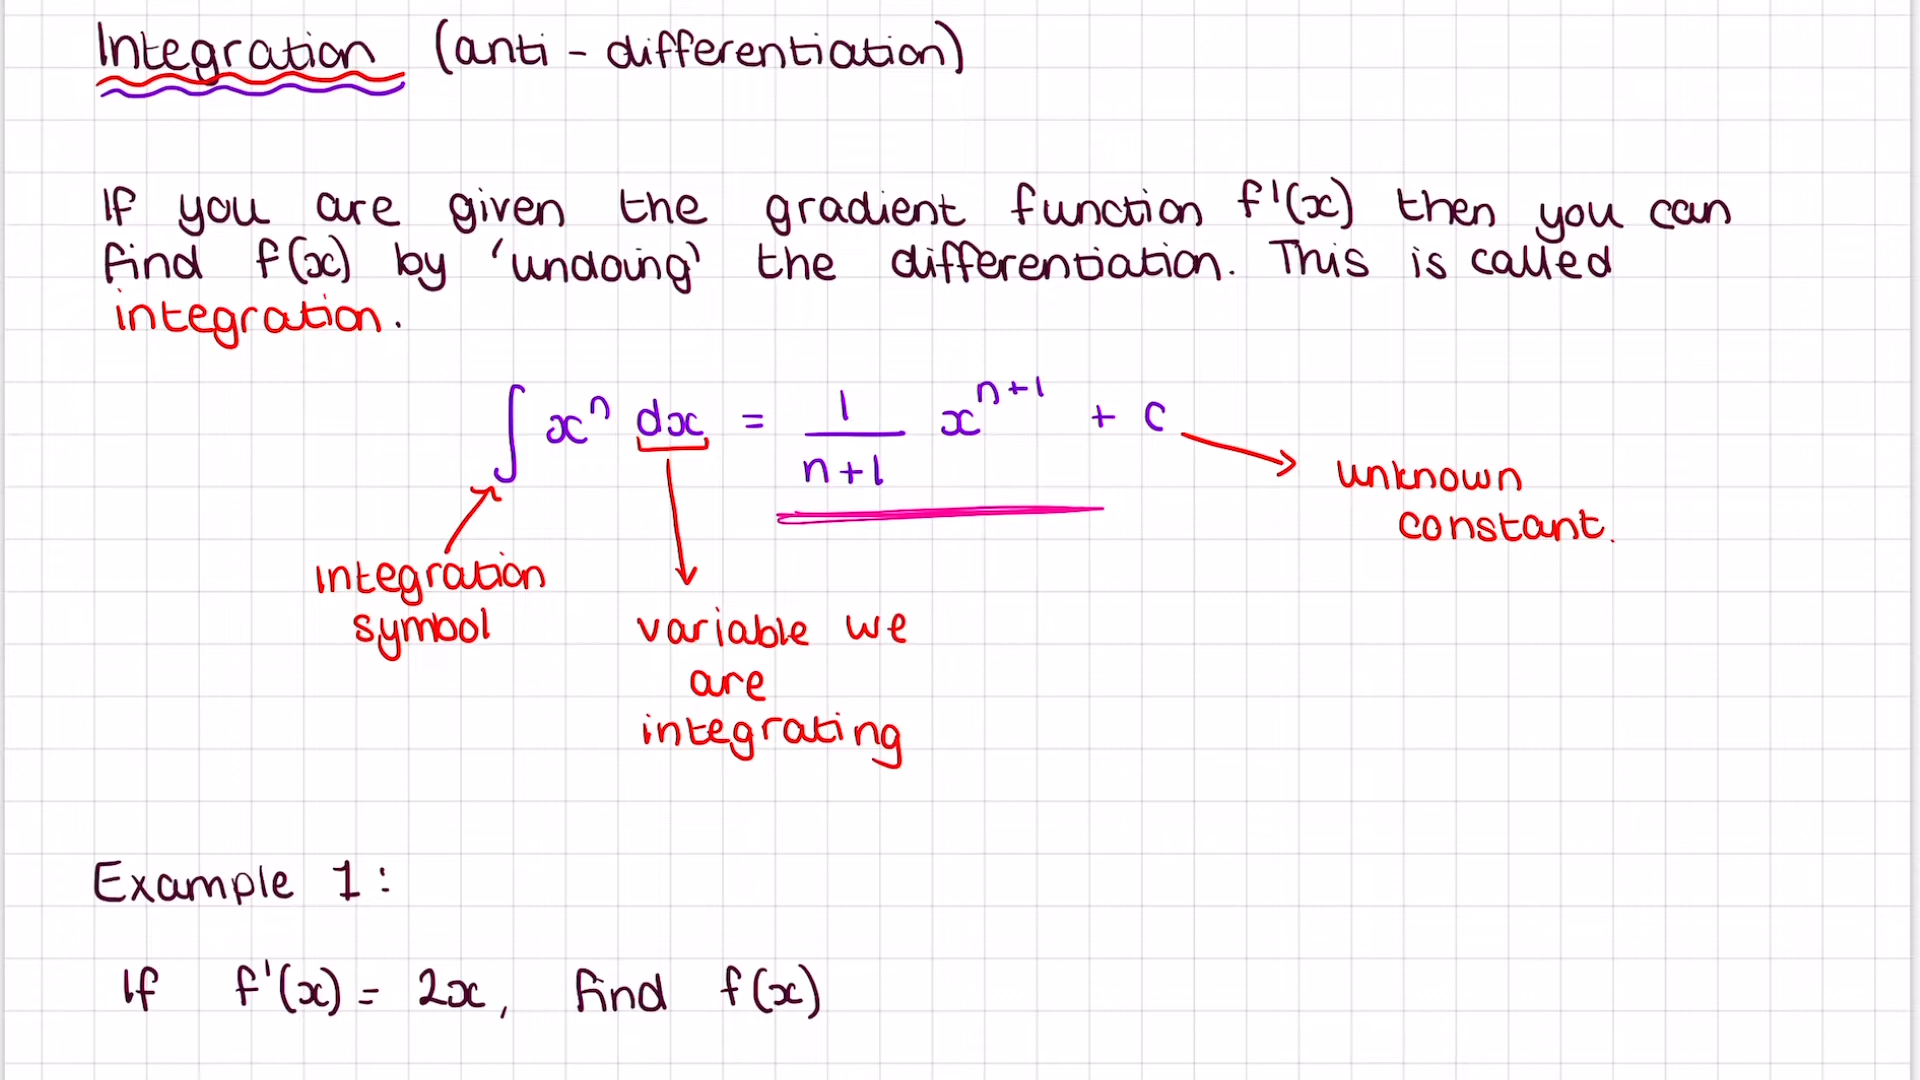 Integration (anti-differentiation)
If you are given the gradient function f'(x) then you can
find f(x) by 'undoing' the differentiation. This is called
integration.
∫ xⁿ dx = 1/(n+1) xⁿ⁺¹ + c
unknown
constant.
integration
symbol
variable we
are
integrating
Example 1:
If f'(x) = 2x, find f(x)